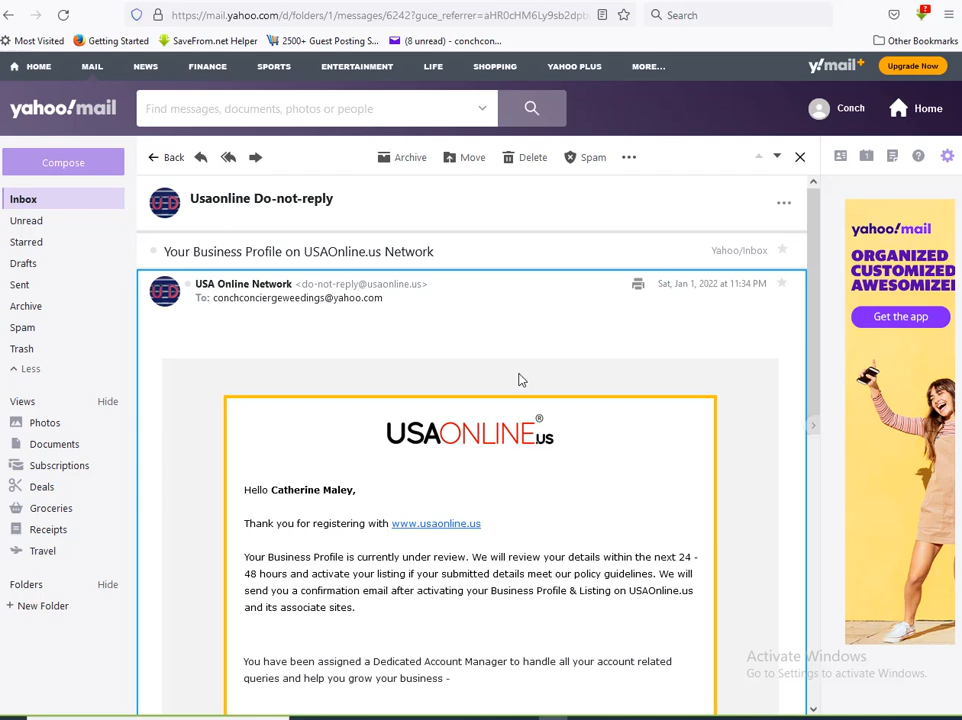 https://mail.yahoo.com/d/folders/1/messages/6242?guce_referrer=aHR0cHM6Ly9sb2dpbi
Search
Most Visited Getting Started SaveFrom.net Helper 2500+ Guest Posting S... (8 unread) - conchcon... Other Bookmarks
HOME MAIL NEWS FINANCE SPORTS ENTERTAINMENT LIFE SHOPPING YAHOO PLUS MORE... y!mail+ Upgrade Now
yahoo!mail Find messages, documents, photos or people Conch Home
Compose Back Archive Move Delete Spam
Inbox
Unread
Starred
Drafts
Sent
Archive
Spam
Trash
Less
Views Hide
Photos
Documents
Subscriptions
Deals
Groceries
Receipts
Travel
Folders Hide
+ New Folder
UD Usaonline Do-not-reply
Your Business Profile on USAOnline.us Network Yahoo/Inbox
UD USA Online Network <do-not-reply@usaonline.us> Sat, Jan 1, 2022 at 11:34 PM
To: conchconciergeweedings@yahoo.com
USAONLINE.US®
Hello Catherine Maley,
Thank you for registering with www.usaonline.us
Your Business Profile is currently under review. We will review your details within the next 24 -
48 hours and activate your listing if your submitted details meet our policy guidelines. We will
send you a confirmation email after activating your Business Profile & Listing on USAOnline.us
and its associate sites.
You have been assigned a Dedicated Account Manager to handle all your account related
queries and help you grow your business -
1
yahoo!mail
ORGANIZED
CUSTOMIZED
AWESOMIZED
Get the app
Activate Windows
Go to Settings to activate Windows.